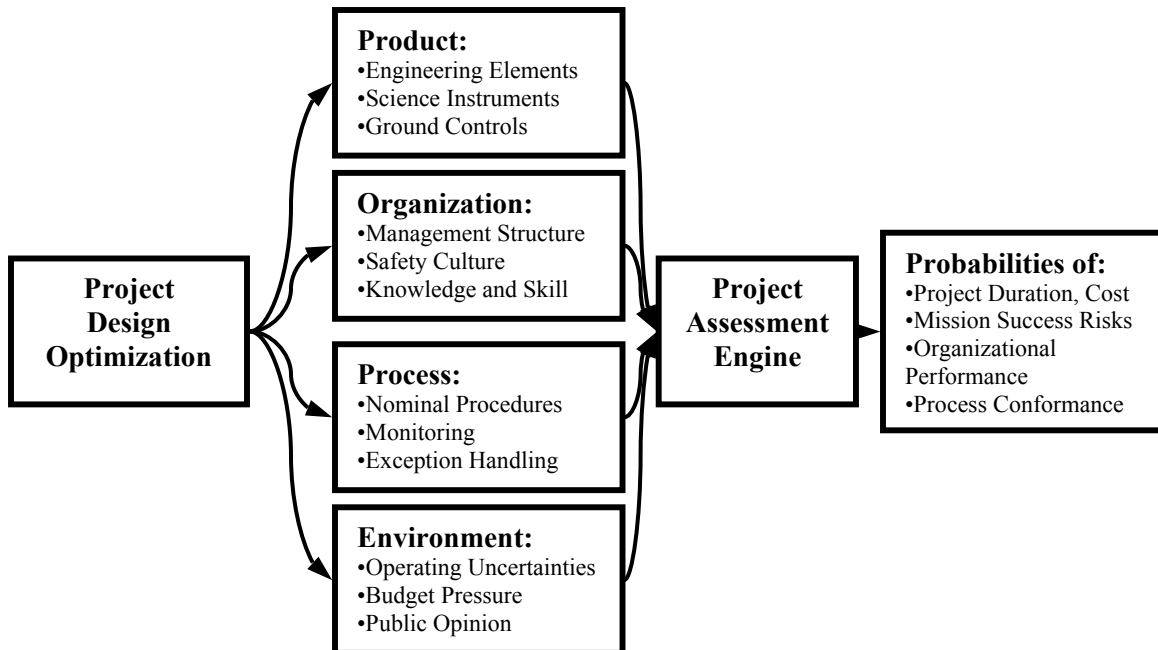 Project
Design
Optimization
Product:
•Engineering Elements
•Science Instruments
•Ground Controls
Organization:
•Management Structure
•Safety Culture
•Knowledge and Skill
Process:
•Nominal Procedures
•Monitoring
•Exception Handling
Environment:
•Operating Uncertainties
•Budget Pressure
•Public Opinion
Project
Assessment
Engine
Probabilities of:
•Project Duration, Cost
•Mission Success Risks
•Organizational
Performance
•Process Conformance